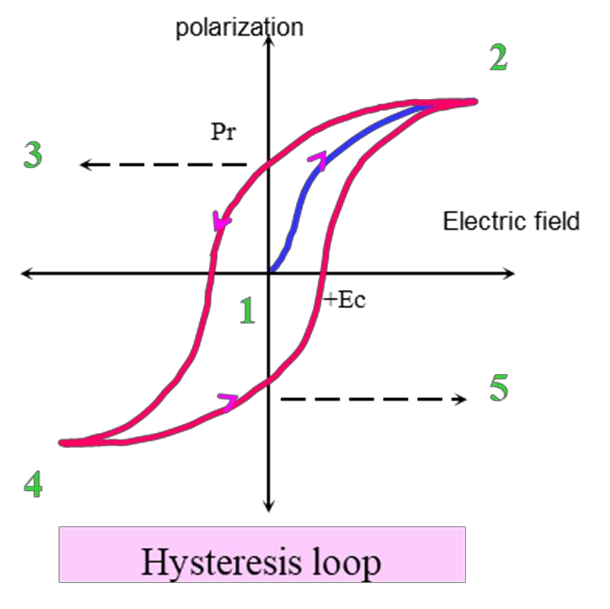 polarization
2
Pr
3
Electric field
1
+Ec
5
4
Hysteresis loop